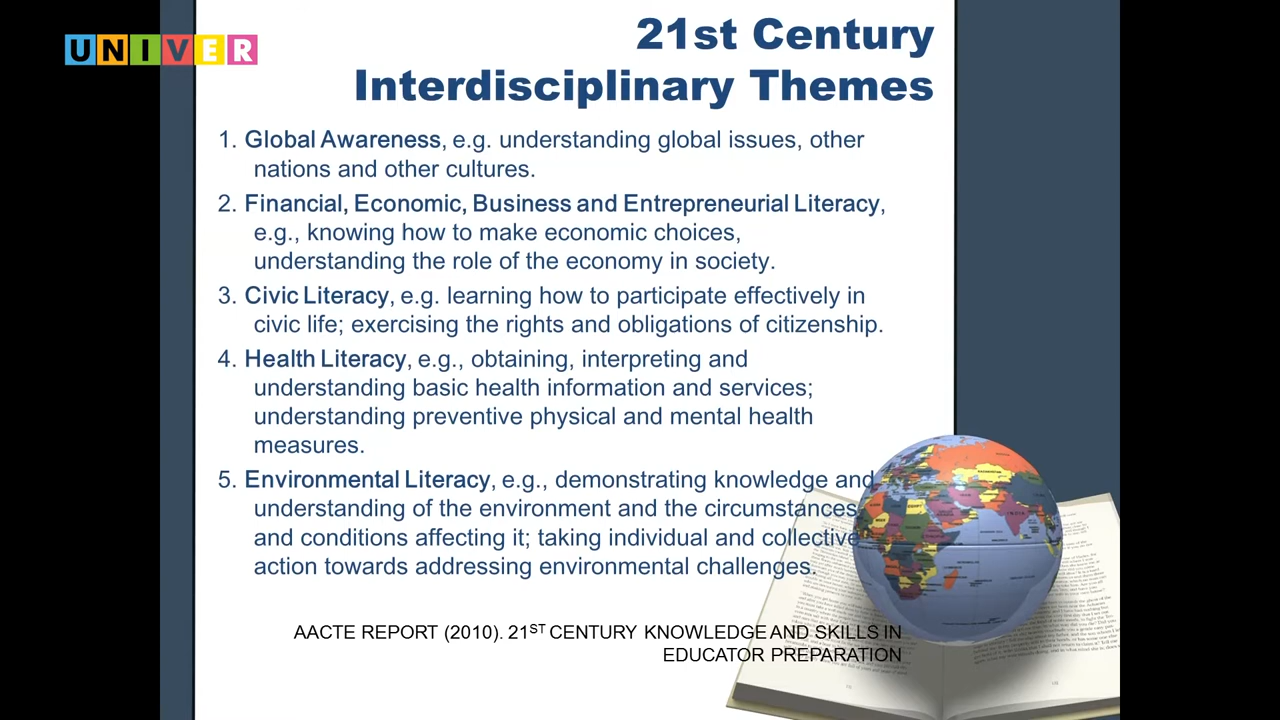 UNIVER
21st Century
Interdisciplinary Themes
1. Global Awareness, e.g. understanding global issues, other
nations and other cultures.
2. Financial, Economic, Business and Entrepreneurial Literacy,
e.g., knowing how to make economic choices,
understanding the role of the economy in society.
3. Civic Literacy, e.g. learning how to participate effectively in
civic life; exercising the rights and obligations of citizenship.
4. Health Literacy, e.g., obtaining, interpreting and
understanding basic health information and services;
understanding preventive physical and mental health
measures.
5. Environmental Literacy, e.g., demonstrating knowledge and
understanding of the environment and the circumstances
and conditions affecting it; taking individual and collective
action towards addressing environmental challenges.
INDIA
AACTE REPORT (2010). 21ST CENTURY KNOWLEDGE AND SKILLS IN
EDUCATOR PREPARATION